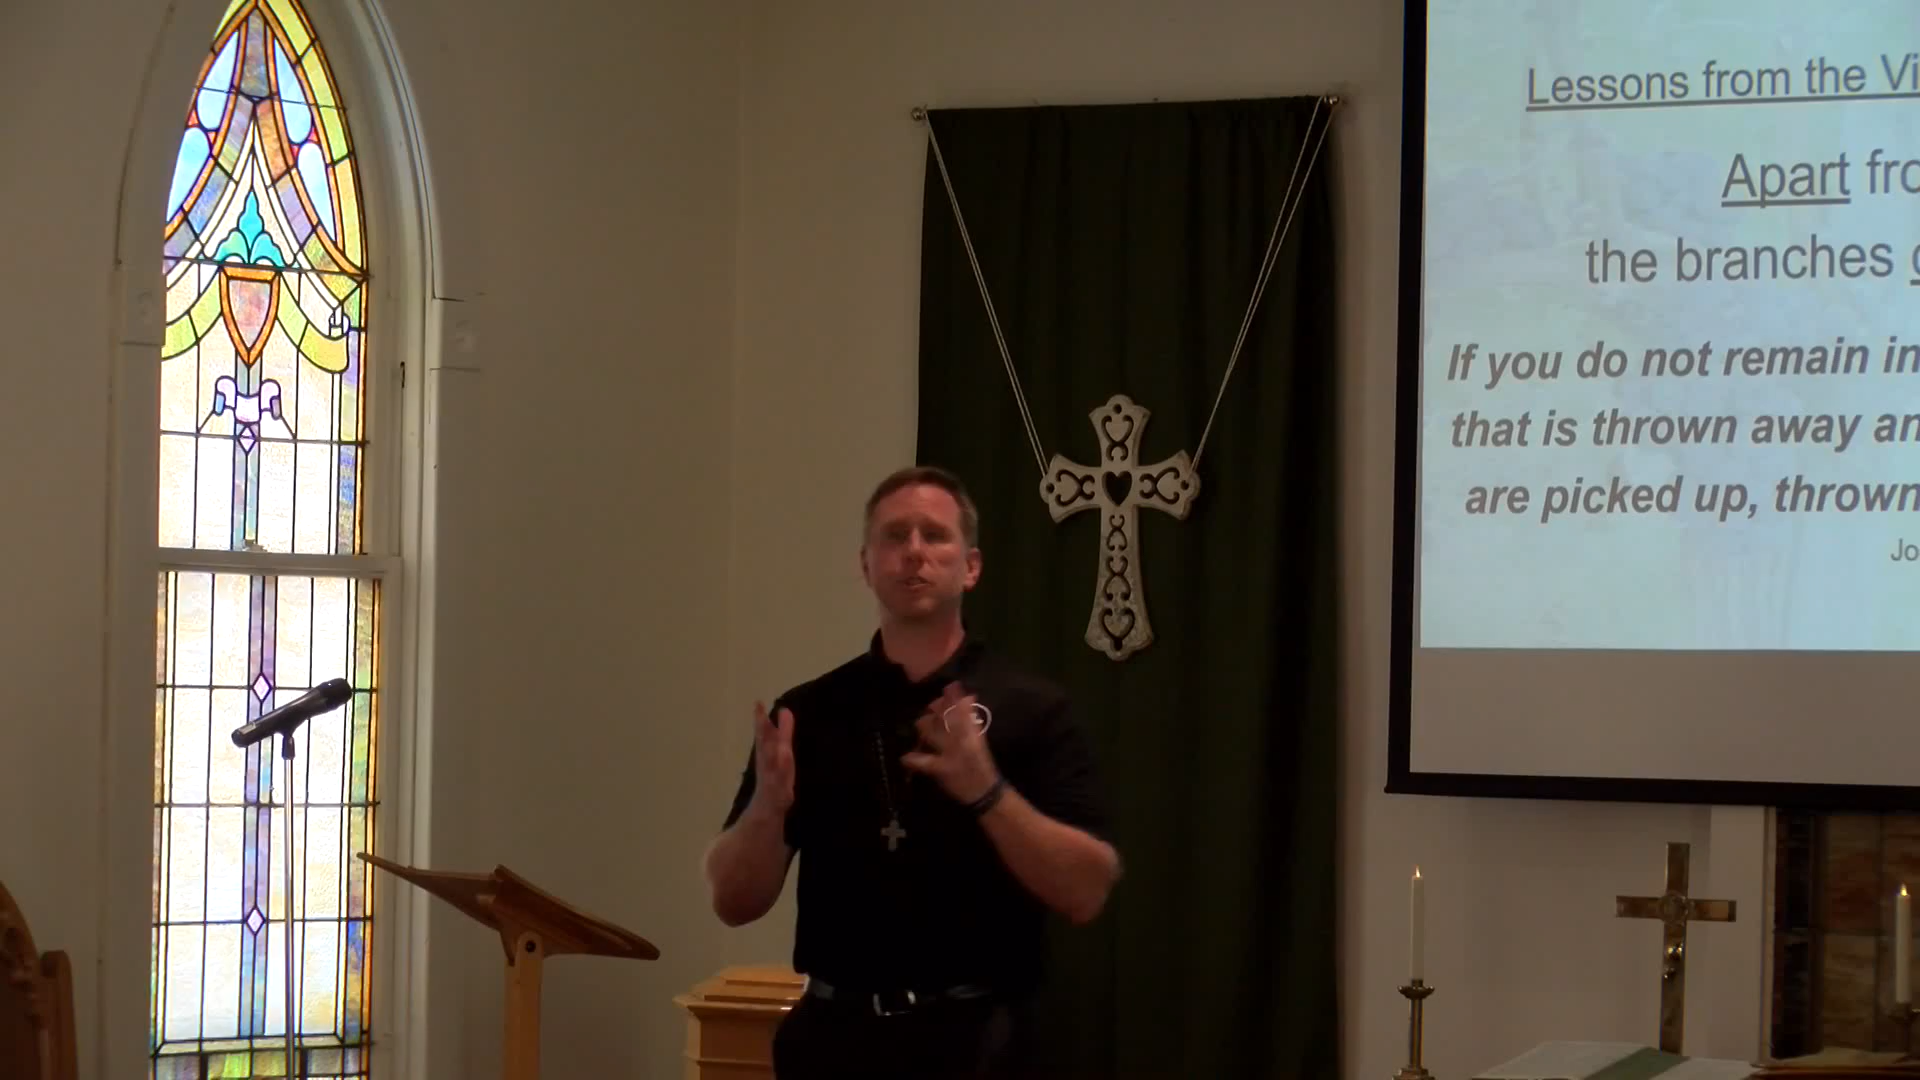 Lessons from the Vi
Apart fro
the branches
If you do not remain in
that is thrown away an
are picked up, thrown
Jo